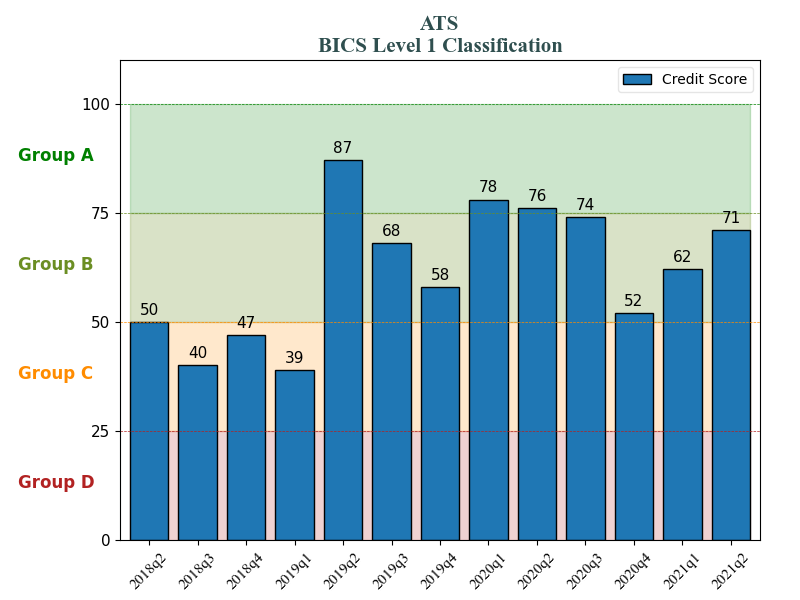 ATS
BICS Level 1 Classification
Credit Score
100
Group A
87
78
76
75
74
71
68
Group B
62
58
52
50
50
47
40
39
Group C
25
Group D
0
2018q2 2018q3 2018q4 2019q1 2019q2 2019q3 2019q4 2020q1 2020q2 2020q3 2020q4 2021q1 2021q2